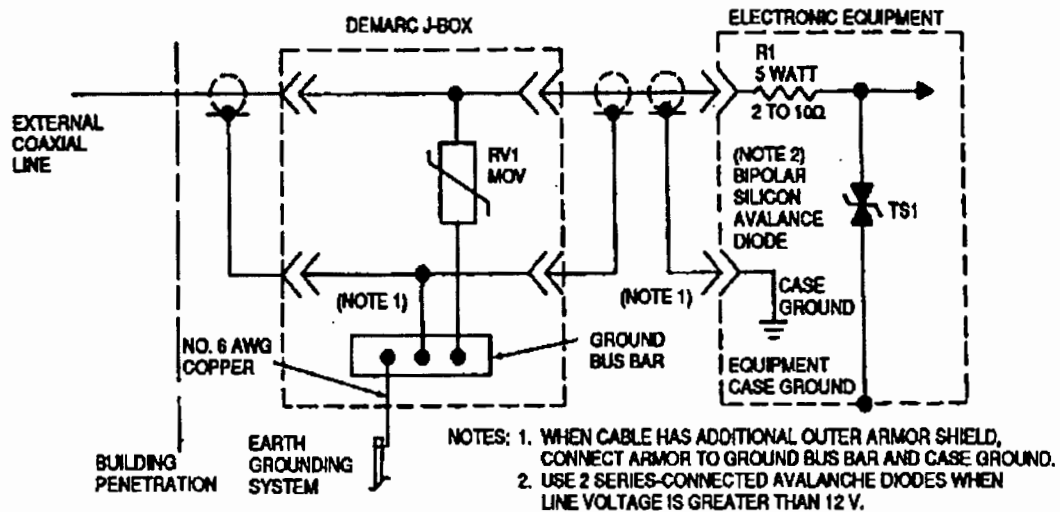 DEMARC J-BOX
ELECTRONIC EQUIPMENT
R1
5 WATT
2 TO 10Ω
EXTERNAL
COAXIAL
LINE
RV1
MOV
(NOTE 2)
BIPOLAR
SILICON
AVALANCE
DIODE
TS1
(NOTE 1)
(NOTE 1)
CASE
GROUND
NO. 6 AWG
COPPER
GROUND
BUS BAR
EQUIPMENT
CASE GROUND
BUILDING
PENETRATION
EARTH
GROUNDING
SYSTEM
NOTES: 1. WHEN CABLE HAS ADDITIONAL OUTER ARMOR SHIELD,
CONNECT ARMOR TO GROUND BUS BAR AND CASE GROUND.
2. USE 2 SERIES-CONNECTED AVALANCHE DIODES WHEN
LINE VOLTAGE IS GREATER THAN 12 V.